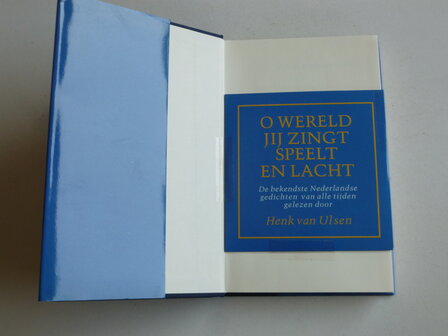 O WERELD
JIJ ZINGT
SPEELT
EN LACHT
De bekendste Nederlandse
gedichten van alle tijden
gelezen door
Henk van Ulsen